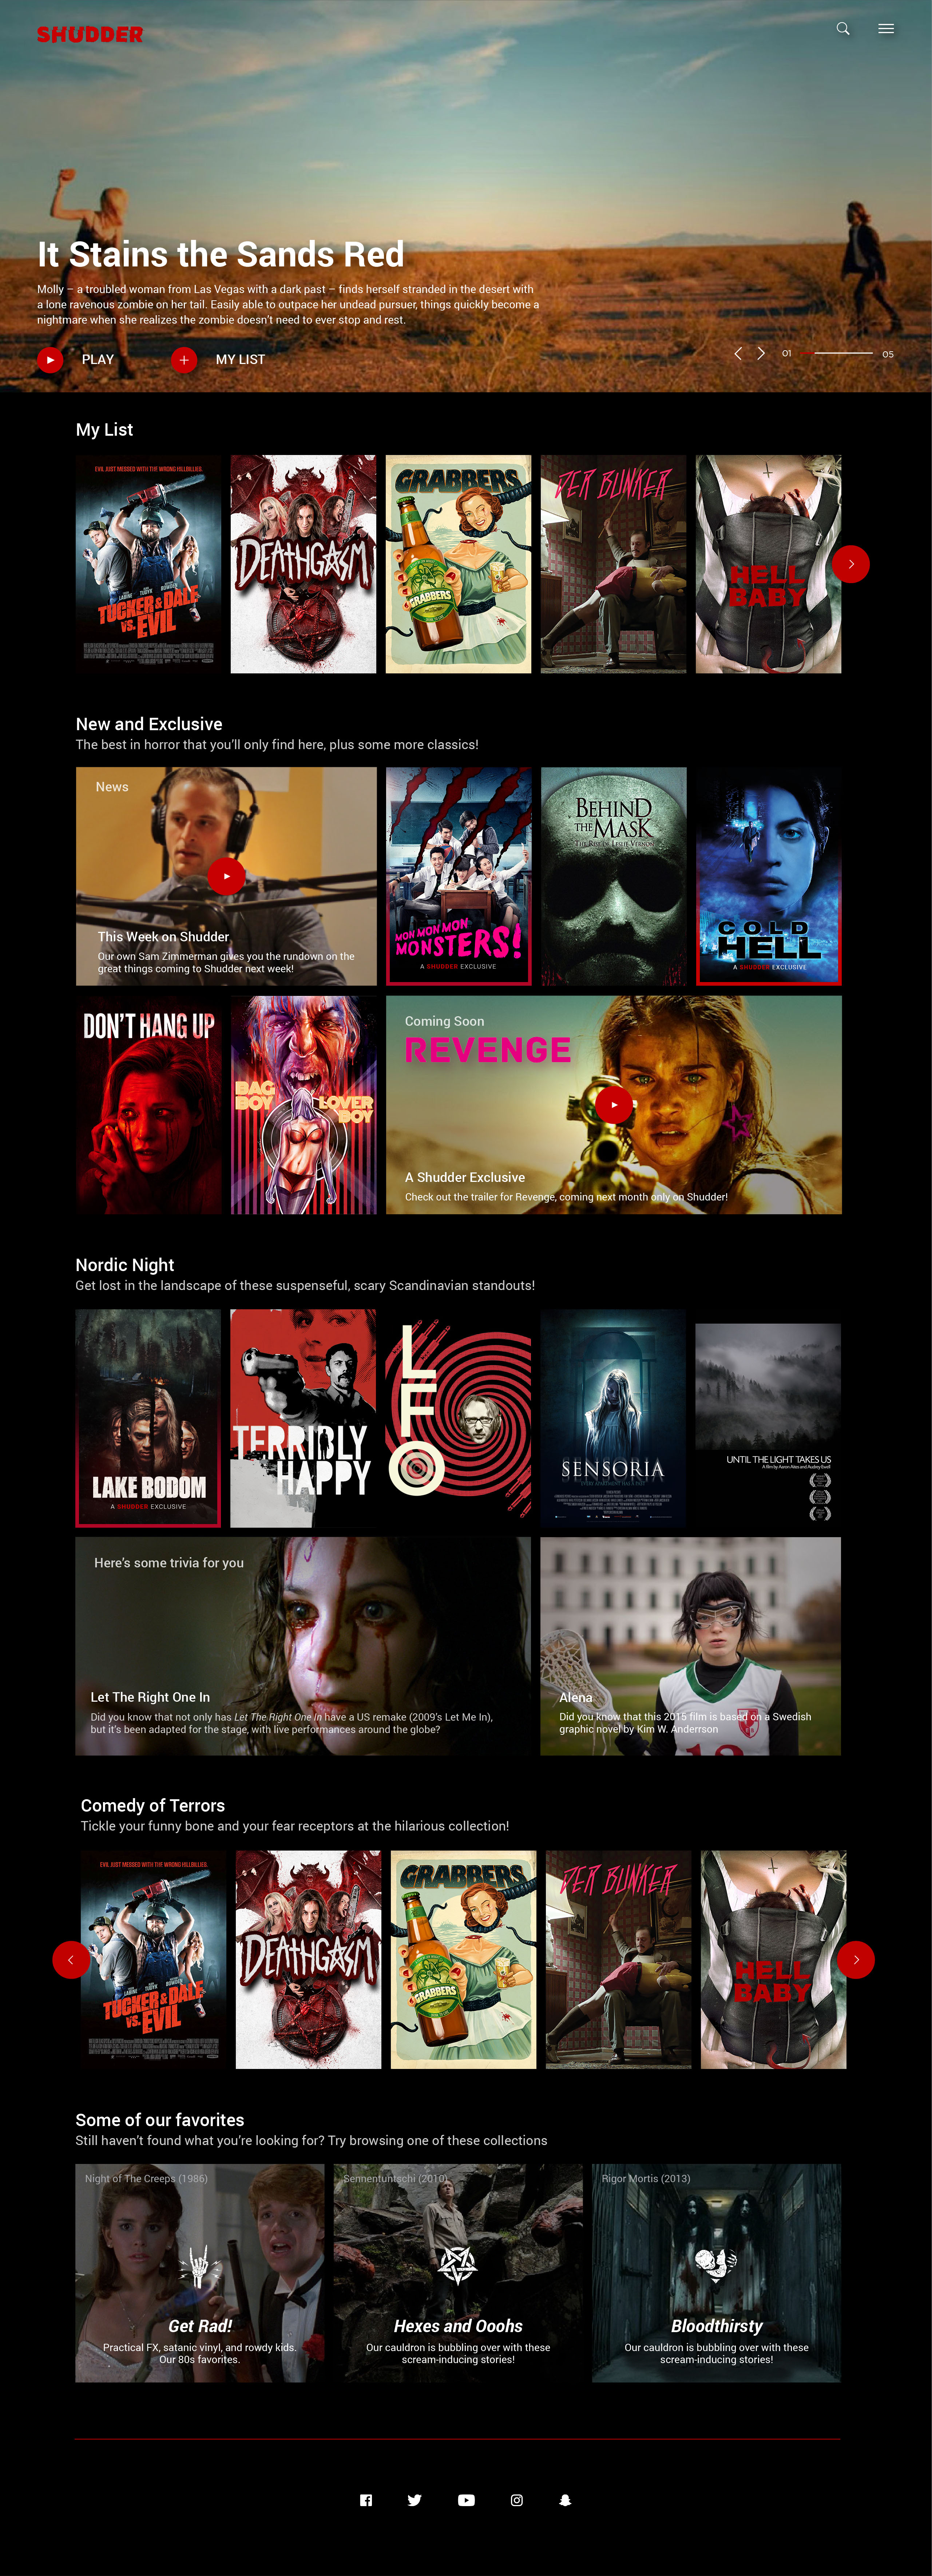 SHUDDER
It Stains the Sands Red
Molly – a troubled woman from Las Vegas with a dark past – finds herself stranded in the desert with
a lone ravenous zombie on her tail. Easily able to outpace her undead pursuer, things quickly become a
nightmare when she realizes the zombie doesn't need to ever stop and rest.
PLAY
MY LIST
01
05
My List
EVIL JUST MESSED WITH THE WRONG HILLBILLIES.
TUCKER & DALE
VS. EVIL
DEATHGASM
GRABBERS
GRABBERS
DER BUNKER
HELL
BABY
New and Exclusive
The best in horror that you'll only find here, plus some more classics!
News
This Week on Shudder
Our own Sam Zimmerman gives you the rundown on the
great things coming to Shudder next week!
MON MON MON
MONSTERS!
A SHUDDER EXCLUSIVE
BEHIND
THE MASK
THE RISE OF LESLIE VERNON
COLD
HELL
A SHUDDER EXCLUSIVE
DON'T HANG UP
BAG
BOY
LOVER
BOY
Coming Soon
REVENGE
A Shudder Exclusive
Check out the trailer for Revenge, coming next month only on Shudder!
Nordic Night
Get lost in the landscape of these suspenseful, scary Scandinavian standouts!
LAKE BODOM
A SHUDDER EXCLUSIVE
TERRIBLY
HAPPY
LFO
SENSORIA
UNTIL THE LIGHT TAKES US
A film by Aaron Aites and Audrey Ewell
Here's some trivia for you
Let The Right One In
Did you know that not only has Let The Right One In have a US remake (2009's Let Me In),
but it's been adapted for the stage, with live performances around the globe?
Alena
Did you know that this 2015 film is based on a Swedish
graphic novel by Kim W. Anderrson
Comedy of Terrors
Tickle your funny bone and your fear receptors at the hilarious collection!
EVIL JUST MESSED WITH THE WRONG HILLBILLIES.
TUCKER & DALE
VS. EVIL
DEATHGASM
GRABBERS
GRABBERS
DER BUNKER
HELL
BABY
Some of our favorites
Still haven't found what you're looking for? Try browsing one of these collections
Night of The Creeps (1986)
Get Rad!
Practical FX, satanic vinyl, and rowdy kids.
Our 80s favorites.
Sennentuntschi (2010)
Hexes and Ooohs
Our cauldron is bubbling over with these
scream-inducing stories!
Rigor Mortis (2013)
Bloodthirsty
Our cauldron is bubbling over with these
scream-inducing stories!